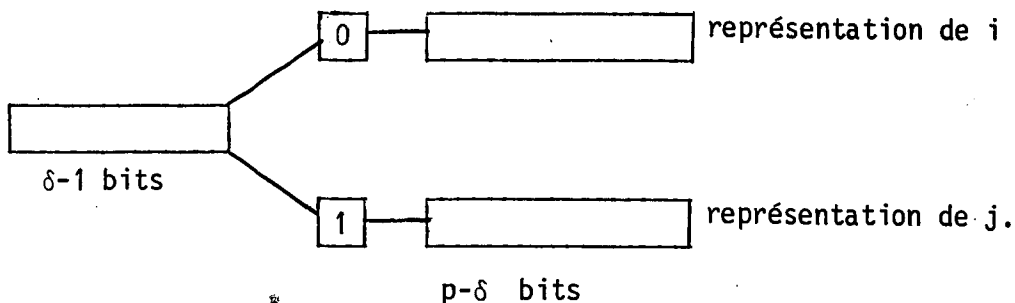 0 représentation de i
δ-1 bits
1 représentation de j.
p-δ bits